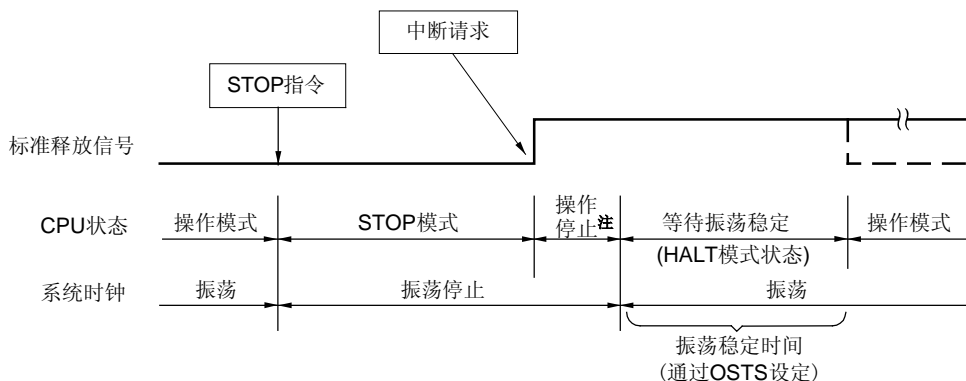 中断请求
STOP指令
标准释放信号
CPU状态
操作模式
STOP模式
操作
停止注
等待振荡稳定
(HALT模式状态)
操作模式
系统时钟
振荡
振荡停止
振荡
振荡稳定时间
(通过OSTS设定)